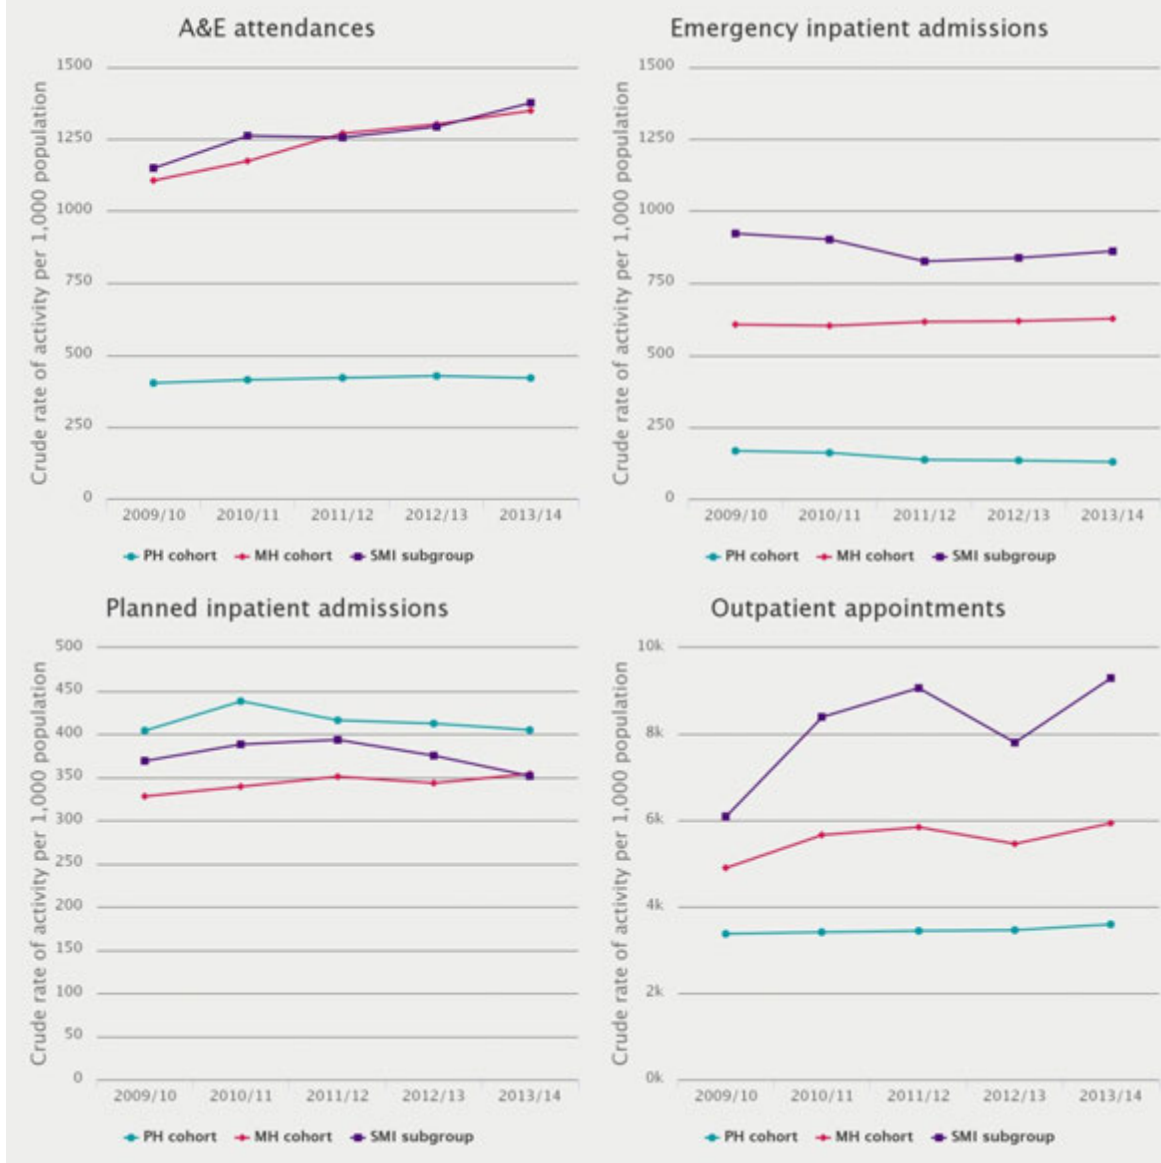 A&E attendances
Crude rate of activity per 1,000 population
1500
1250
1000
750
500
250
0
2009/10 2010/11 2011/12 2012/13 2013/14
PH cohort MH cohort SMI subgroup
Emergency inpatient admissions
Crude rate of activity per 1,000 population
1500
1250
1000
750
500
250
0
2009/10 2010/11 2011/12 2012/13 2013/14
PH cohort MH cohort SMI subgroup
Planned inpatient admissions
Crude rate of activity per 1,000 population
500
450
400
350
300
250
200
150
100
50
0
2009/10 2010/11 2011/12 2012/13 2013/14
PH cohort MH cohort SMI subgroup
Outpatient appointments
Crude rate of activity per 1,000 population
10k
8k
6k
4k
2k
0k
2009/10 2010/11 2011/12 2012/13 2013/14
PH cohort MH cohort SMI subgroup